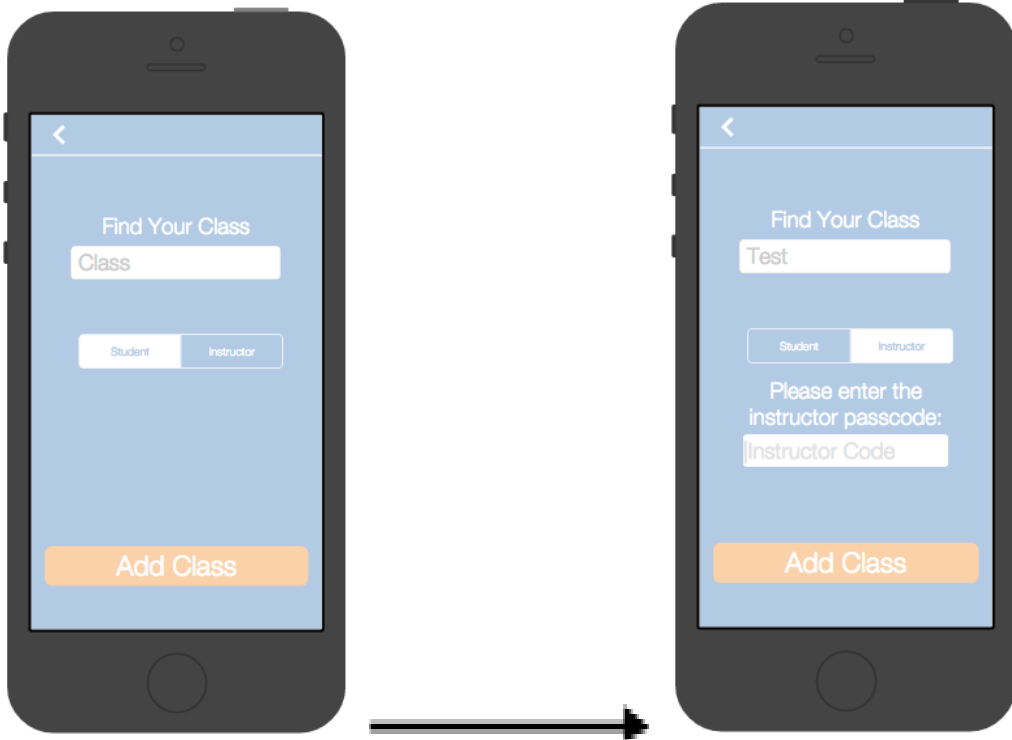 Find Your Class
Class
Student Instructor
Add Class
Find Your Class
Test
Student Instructor
Please enter the
instructor passcode:
Instructor Code
Add Class